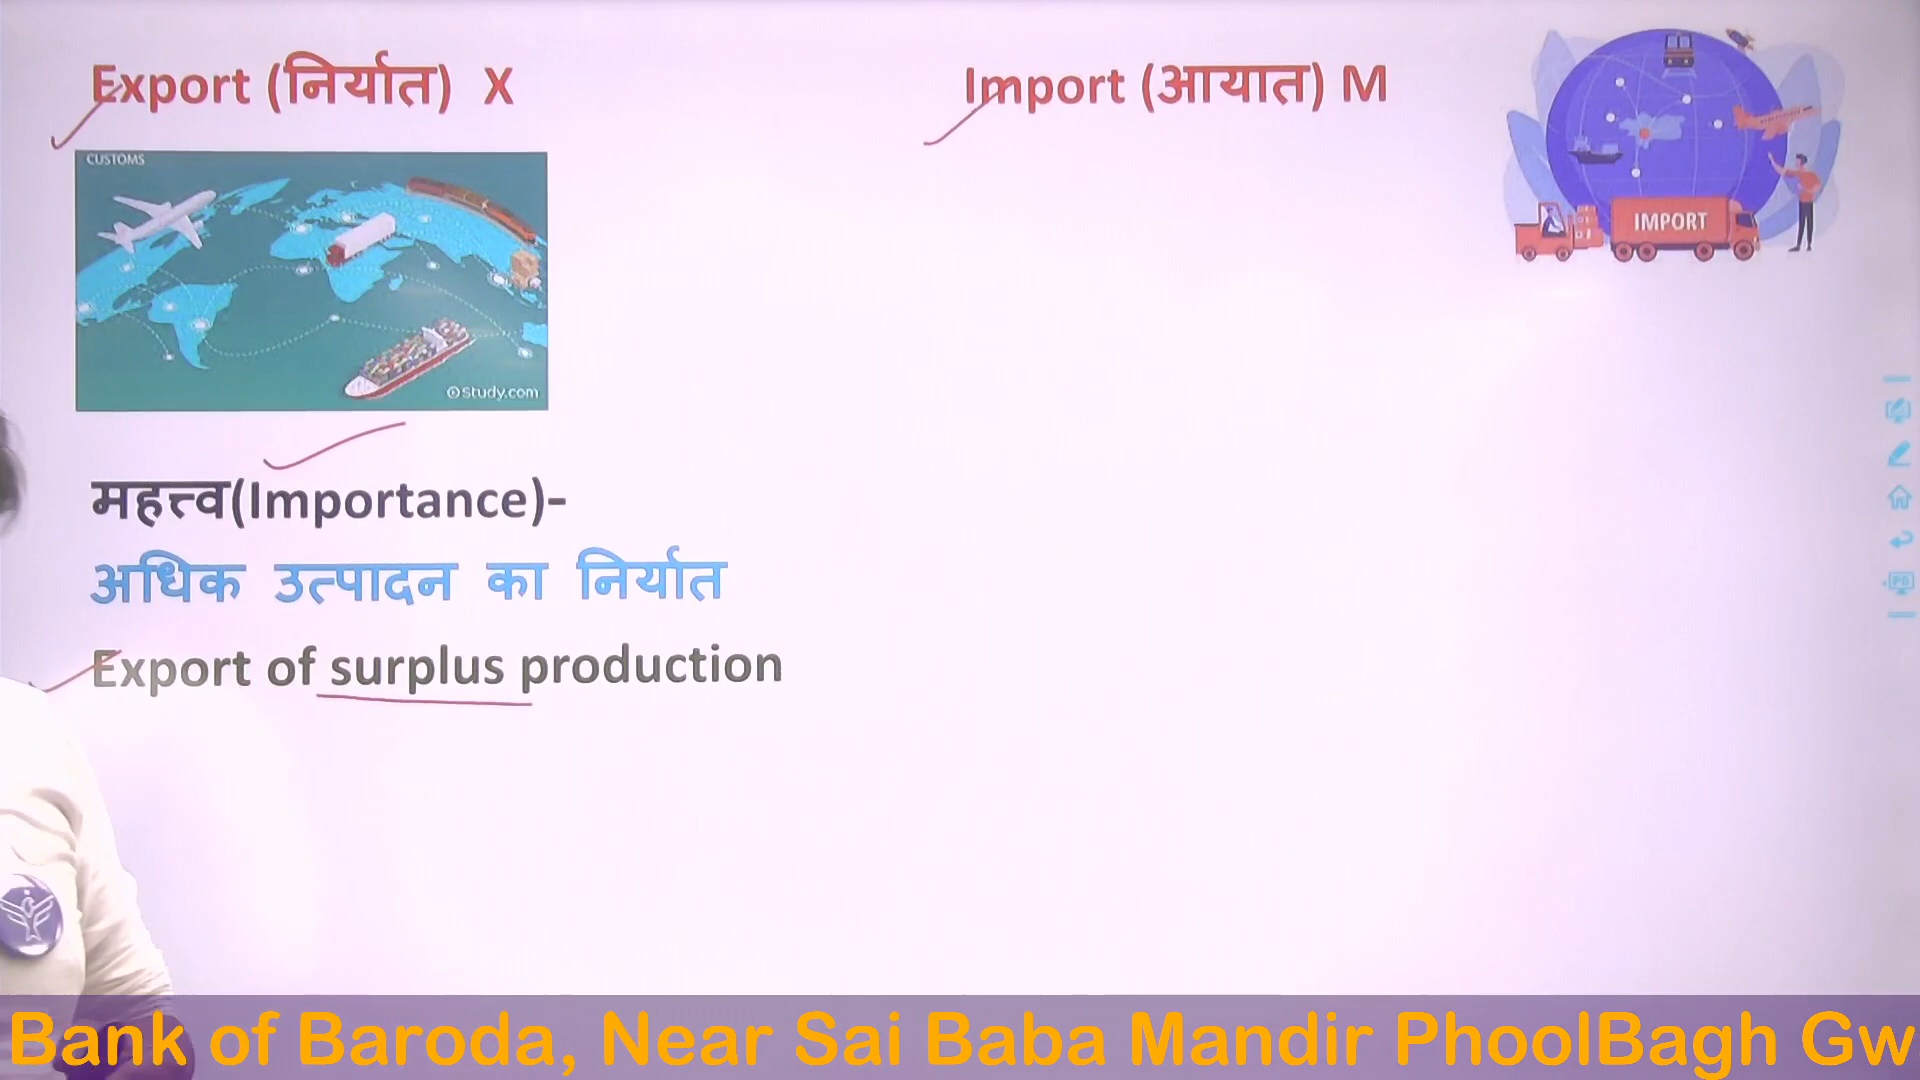 Export (निर्यात) X
Import (आयात) M
CUSTOMS
IMPORT
Study.com
महत्त्व(Importance)-
अधिक उत्पादन का निर्यात
Export of surplus production
Bank of Baroda, Near Sai Baba Mandir PhoolBagh Gw